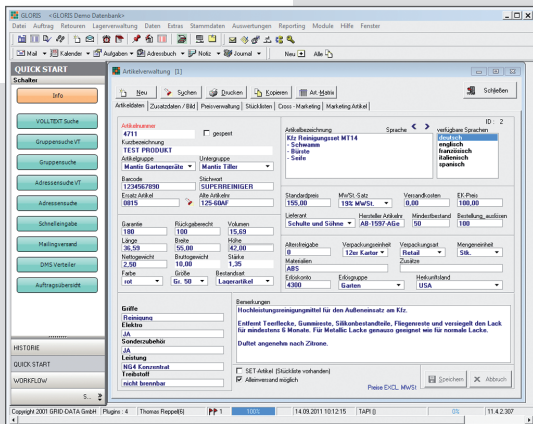 GLORIS <GLORIS Demo Datenbank>
Datei Auftrag Retouren Lagerverwaltung Daten Extras Stammdaten Auswertungen Reporting Module Hilfe Fenster
Mail Kalender Aufgaben Adressbuch Notiz Journal Neu Alle
QUICK START
Schalter
Info
VOLLTEXT Suche
Gruppensuche VT
Gruppensuche
Adressensuche VT
Adressensuche
Schnelleingabe
Mailingversand
DMS Verteiler
Auftragsübersicht
HISTORIE
QUICK START
WORKFLOW
S...
Artikelverwaltung [1]
Neu Suchen Drucken Kopieren Art.-Matrix Schließen
Artikeldaten Zusatzdaten / Bild Preisverwaltung Stücklisten Cross - Marketing Marketing Artikel
ID : 2
Artikelnummer
4711 gesperrt
Kurzbezeichnung
TEST PRODUKT
Artikelgruppe Untergruppe
Mantis Gartengeräte Mantis Tiller
Barcode Stichwort
1234567890 SUPERREINIGER
Ersatz Artikel Alte Artikelnr
0815 125-60AF
Artikelbezeichnung Sprache < > verfügbare Sprachen
Kfz Reinigungsset MT14
- Schwamm
- Bürste
- Seife
deutsch
englisch
französisch
italienisch
spanisch
Standardpreis MWSt.-Satz Versandkosten EK-Preis
155,00 19% MWSt. 0,00 100,00
Lieferant Hersteller Artikelnr Mindestbestand Bestellung_auslösen
Schulte und Söhne AB-1597-AGe 50 100
Garantie Rückgaberecht Volumen
180 100 15,69
Länge Breite Höhe
36,59 55,00 42,00
Nettogewicht Bruttogewicht Stärke
2,50 10,00 1,35
Farbe Größe Bestandsart
rot Gr. 50 Lagerartikel
Altersfreigabe Verpackungseinheit Verpackungsart Mengeneinheit
0 12er Kartor Retail Stk.
Materialien Zusätze
ABS
Erlöskonto Erlösgruppe Herkunftsland
4300 Garten USA
Griffe
Reinigung
Elektro
JA
Sonderzubehör
JA
Leistung
NG4 Konzentrat
Treibstoff
nicht brennbar
Bemerkungen
Hochleistungsreinigungsmittel für den Außeneinsatz am Kfz.
Entfernt Teerflecke, Gummireste, Silikonbestandteile, Fliegenreste und versiegelt den Lack
für mindestens 6 Monate. Für Metallic Lacke genauso geeignet wie für normale Lacke.
Duftet angenehm nach Zitrone.
SET-Artikel (Stückliste vorhanden)
Alleinversand möglich
Preise EXCL. MWSt
Speichern Abbruch
Copyright 2001 GRID-DATA GmbH Plugins : 4 Thomas Reppel(6) 1 100% 14.09.2011 10:12:15 TAPI () 0% 11.4.2.307